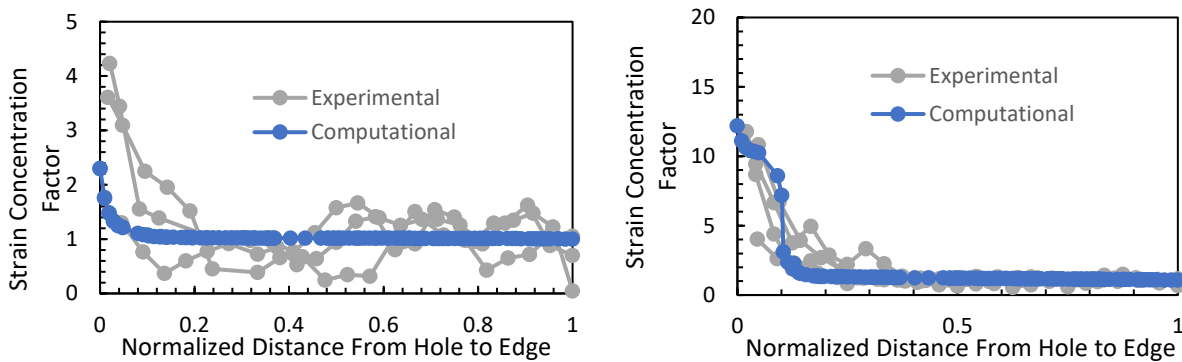 Strain Concentration
Factor
5
4
3
2
1
0
Experimental
Computational
0
0.2
0.4
0.6
0.8
1
Normalized Distance From Hole to Edge
Strain Concentration
Factor
20
15
10
5
0
Experimental
Computational
0
0.5
1
Normalized Distance From Hole to Edge